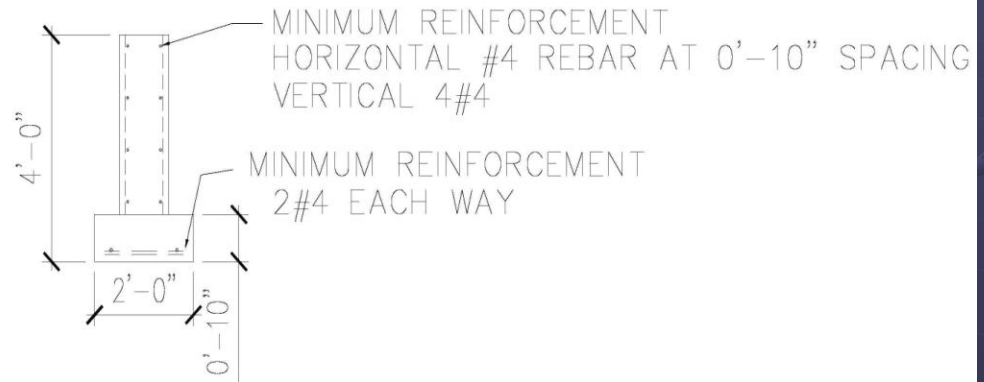 MINIMUM REINFORCEMENT
HORIZONTAL #4 REBAR AT 0'-10" SPACING
VERTICAL 4#4
4'-0"
MINIMUM REINFORCEMENT
2#4 EACH WAY
2'-0"
0'-10"